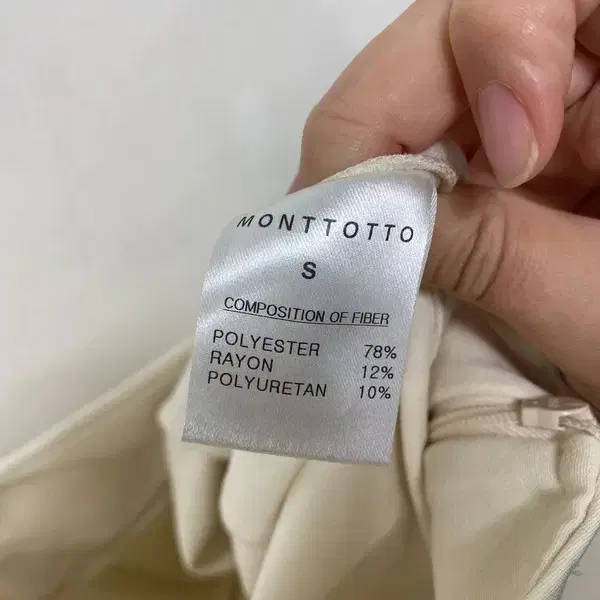 MONTTOTTO
S
COMPOSITION OF FIBER
POLYESTER 78%
RAYON 12%
POLYURETAN 10%